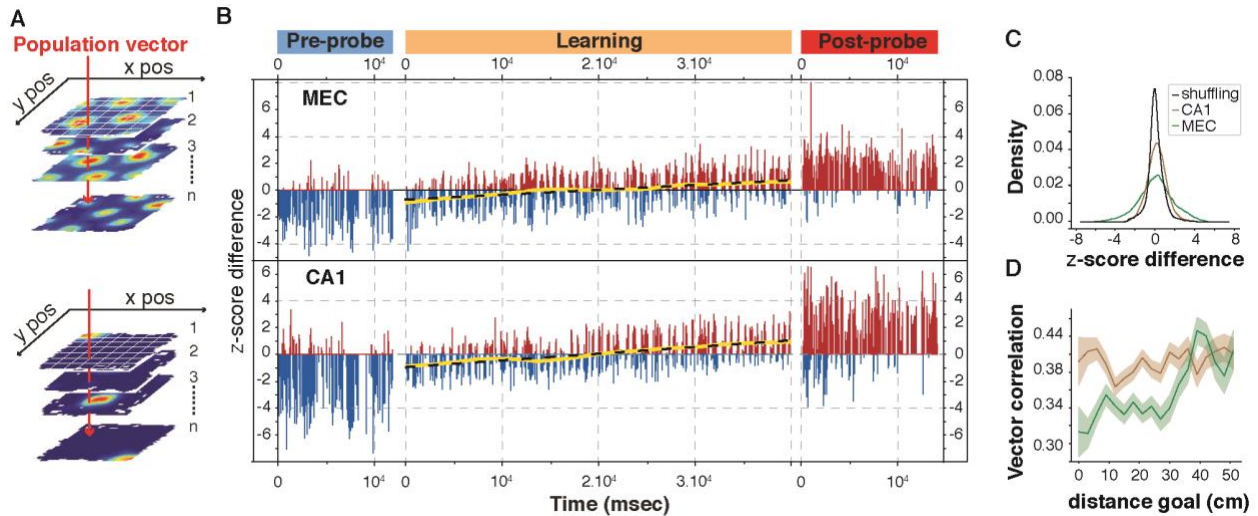 A
Population vector
x pos
y pos
1
2
3
n
x pos
y pos
1
2
3
n
B
Pre-probe
Learning
Post-probe
0 10⁴ 0 10⁴ 2.10⁴ 3.10⁴ 0 10⁴
MEC
6
4
2
0
-2
-4
6
4
2
0
-2
-4
CA1
6
4
2
0
-2
-4
-6
6
4
2
0
-2
-4
-6
z-score difference
0 10⁴ 0 10⁴ 2.10⁴ 3.10⁴ 0 10⁴
Time (msec)
C
0.08
0.06
0.04
0.02
0.00
Density
shuffling
CA1
MEC
-8 -4 0 4 8
z-score difference
D
0.44
0.38
0.34
0.30
Vector correlation
0 10 20 30 40 50
distance goal (cm)